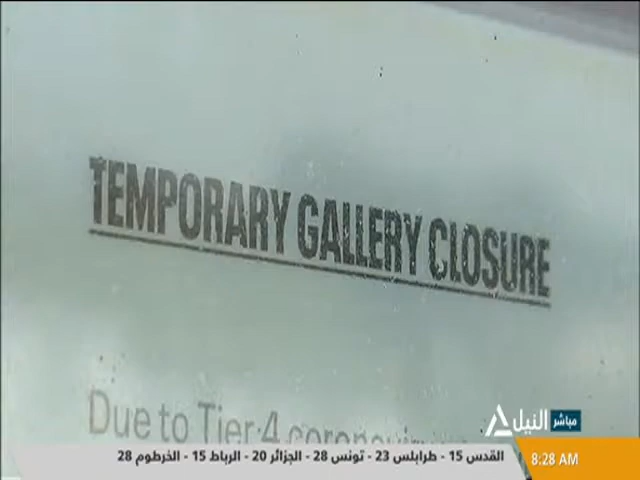 TEMPORARY GALLERY CLOSURE
Due to Tier 4 coronavirus
النيل مباشر
القدس 15 - طرابلس 23 - تونس 28 - الجزائر 20 - الرباط 15 - الخرطوم 28
8:28 AM